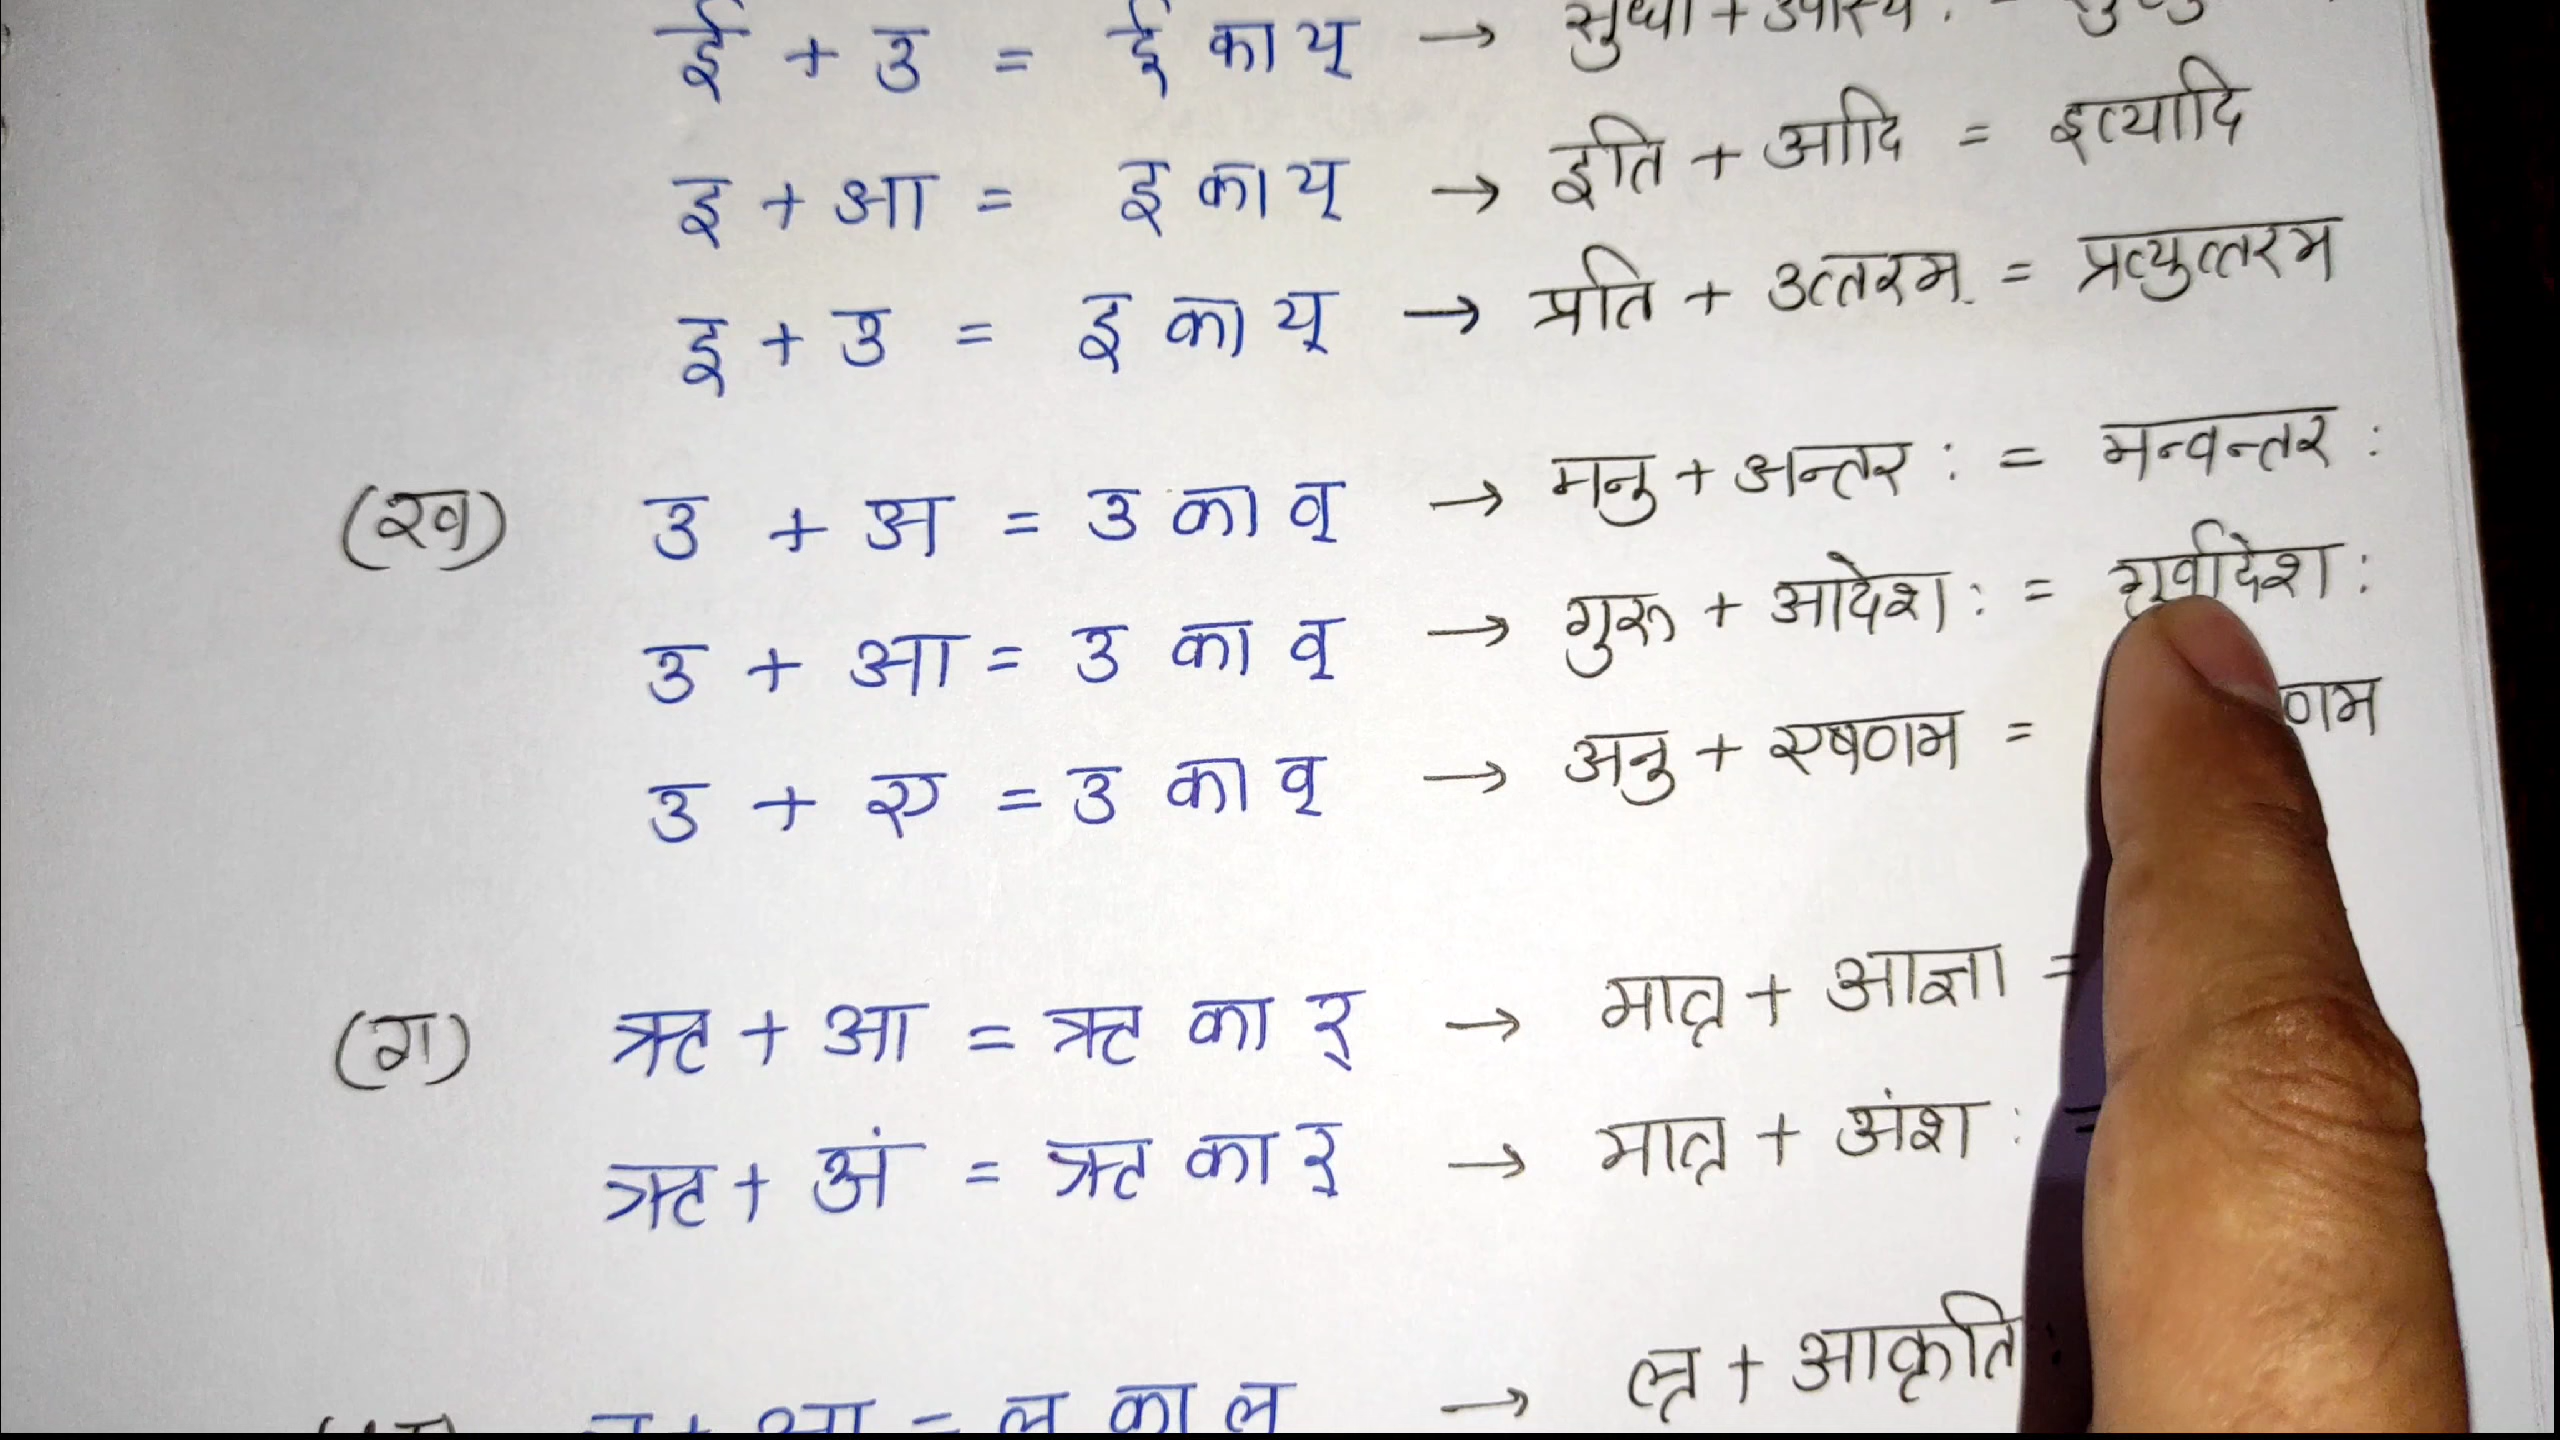 ई + उ = ई का य् → सुधी + उपास्य :
इ + आ = इ का य् → इति + आदि = इत्यादि
इ + उ = इ का य् → प्रति + उत्तरम् = प्रत्युत्तरम
(ख) उ + अ = उ का व् → मनु + अन्तर : = मन्वन्तर :
उ + आ = उ का व् → गुरू + आदेश : = गुर्वादेश :
उ + ए = उ का व् → अनु + एषणाम = णाम
(ग) ऋ + आ = ऋ का र् → मातृ + आज्ञा =
ऋ + अं = ऋ का र् → मातृ + अंश : =
+ आ = ल का ल → लृ + आकृति :